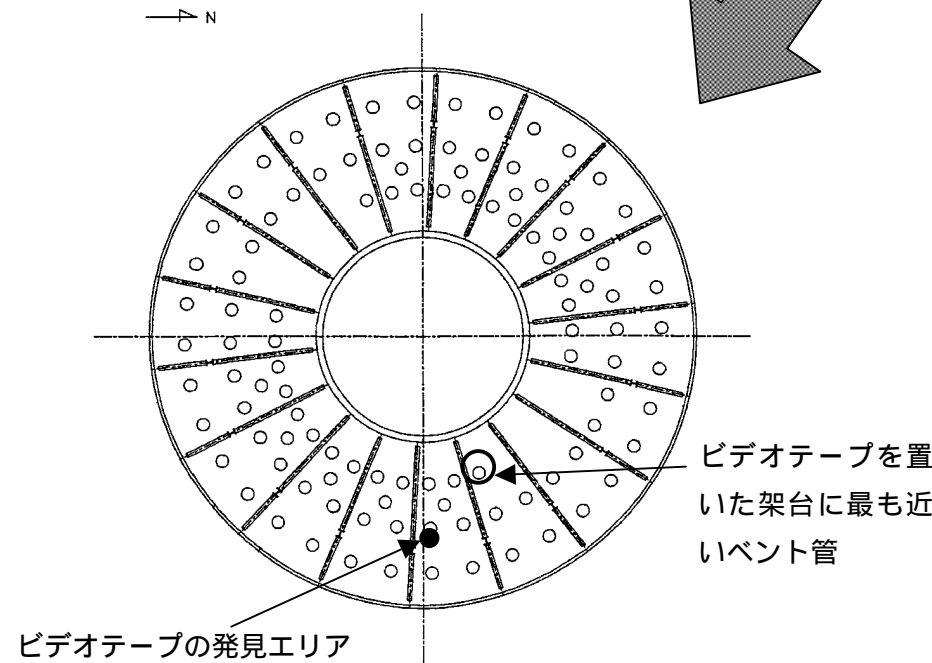 N
ビデオテープを置
いた架台に最も近
いベント管
ビデオテープの発見エリア